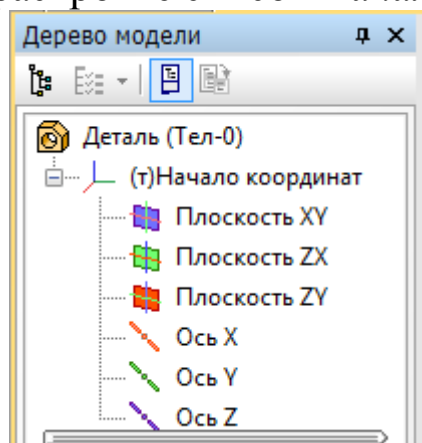 Дерево модели
Деталь (Тел-0)
(т)Начало координат
Плоскость XY
Плоскость ZX
Плоскость ZY
Ось X
Ось Y
Ось Z